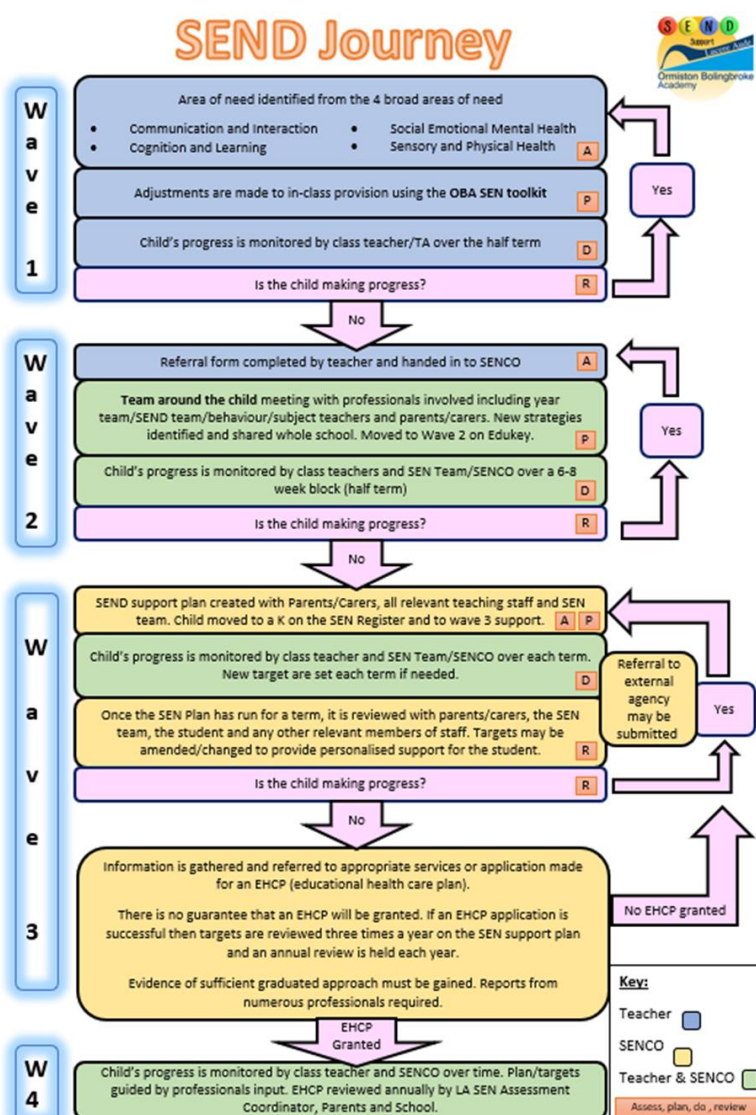 SEND Journey
S E N D
Support
Ormiston Bolingbroke
Academy
Wave 1
Area of need identified from the 4 broad areas of need
• Communication and Interaction
• Cognition and Learning
• Social Emotional Mental Health
• Sensory and Physical Health
A
Adjustments are made to in-class provision using the OBA SEN toolkit
P
Child's progress is monitored by class teacher/TA over the half term
D
Is the child making progress?
R
Yes
No
Wave 2
Referral form completed by teacher and handed in to SENCO
A
Team around the child meeting with professionals involved including year
team/SEND team/behaviour/subject teachers and parents/carers. New strategies
identified and shared whole school. Moved to Wave 2 on Edukey.
P
Child's progress is monitored by class teachers and SEN Team/SENCO over a 6-8
week block (half term)
D
Is the child making progress?
R
Yes
No
Wave 3
SEND support plan created with Parents/Carers, all relevant teaching staff and SEN
team. Child moved to a K on the SEN Register and to wave 3 support.
A P
Child's progress is monitored by class teacher and SEN Team/SENCO over each term.
New target are set each term if needed.
D
Referral to
external
agency
may be
submitted
Yes
Once the SEN Plan has run for a term, it is reviewed with parents/carers, the SEN
team, the student and any other relevant members of staff. Targets may be
amended/changed to provide personalised support for the student.
R
Is the child making progress?
R
No
Information is gathered and referred to appropriate services or application made
for an EHCP (educational health care plan).
There is no guarantee that an EHCP will be granted. If an EHCP application is
successful then targets are reviewed three times a year on the SEN support plan
and an annual review is held each year.
Evidence of sufficient graduated approach must be gained. Reports from
numerous professionals required.
No EHCP granted
EHCP
Granted
W
4
Child's progress is monitored by class teacher and SENCO over time. Plan/targets
guided by professionals input. EHCP reviewed annually by LA SEN Assessment
Coordinator, Parents and School.
Key:
Teacher
SENCO
Teacher & SENCO
Assess, plan, do , review